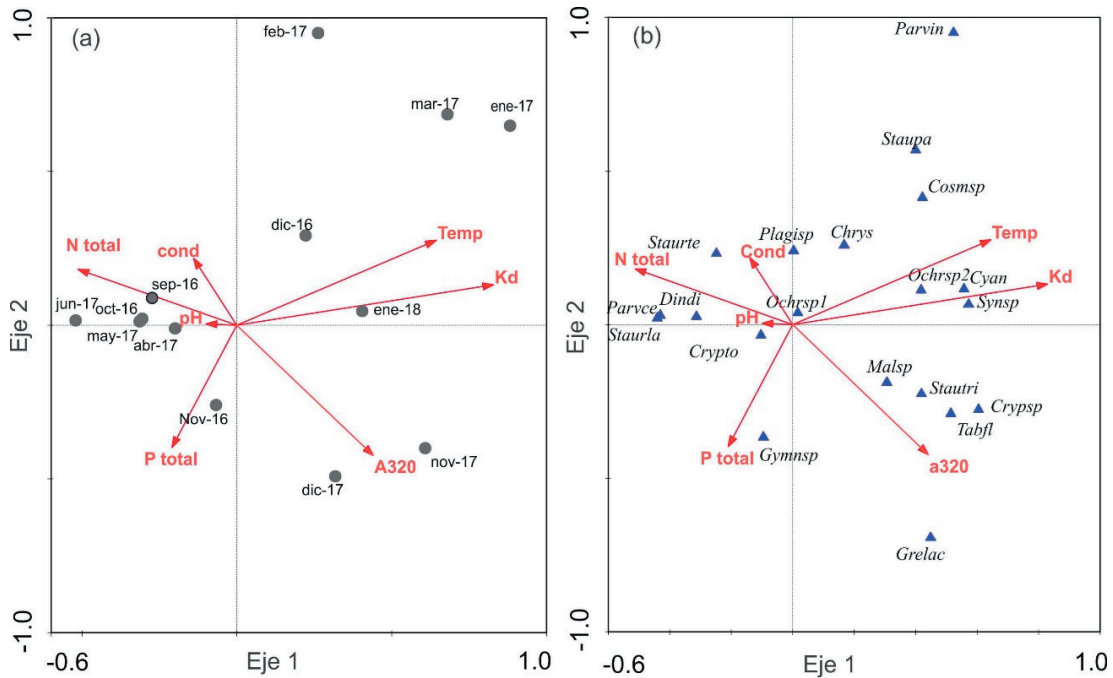 1.0
(a)
feb-17
mar-17
ene-17
dic-16
N total
cond
Temp
Kd
sep-16
jun-17
oct-16
pH
ene-18
may-17
abr-17
Nov-16
P total
A320
nov-17
dic-17
Eje 2
-1.0
-0.6
Eje 1
1.0
1.0
(b)
Parvin
Staupa
Cosmsp
Staurte
Plagisp
Chrys
Temp
N total
Cond
Ochrsp2
Cyan
Kd
Parvce
Dindi
Ochrsp1
Synsp
pH
Staurla
Crypto
Malsp
Stautri
Crypsp
Tabfl
P total
Gymnsp
a320
Grelac
Eje 2
-1.0
-0.6
Eje 1
1.0